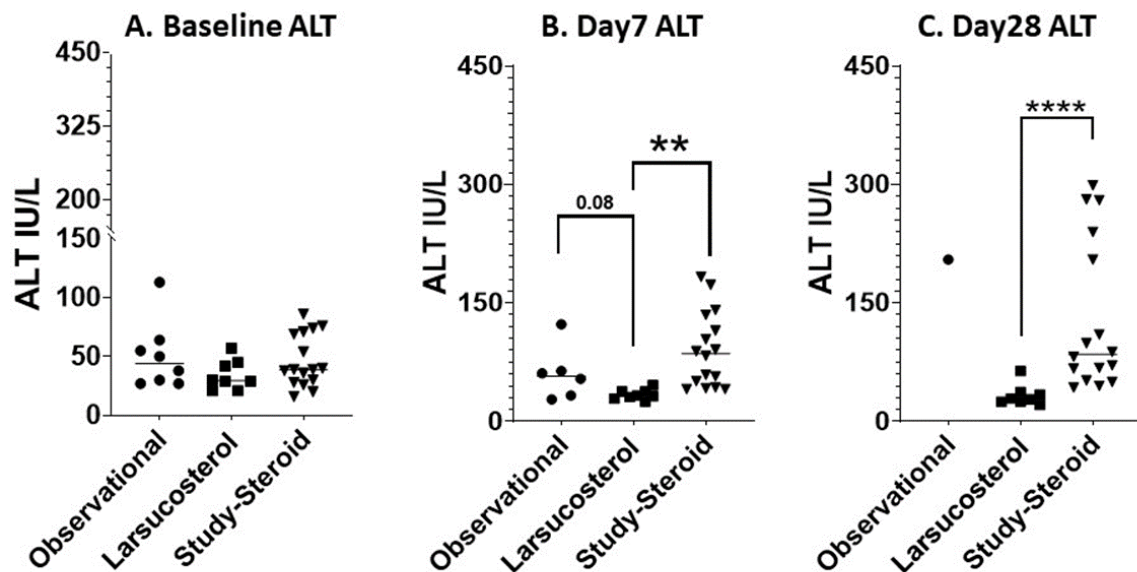 A. Baseline ALT
B. Day7 ALT
C. Day28 ALT
ALT IU/L
450
325
200
150
100
50
0
Observational
Larsucosterol
Study-Steroid
ALT IU/L
450
300
150
0
0.08
**
Observational
Larsucosterol
Study-Steroid
ALT IU/L
450
300
150
0
****
Observational
Larsucosterol
Study-Steroid